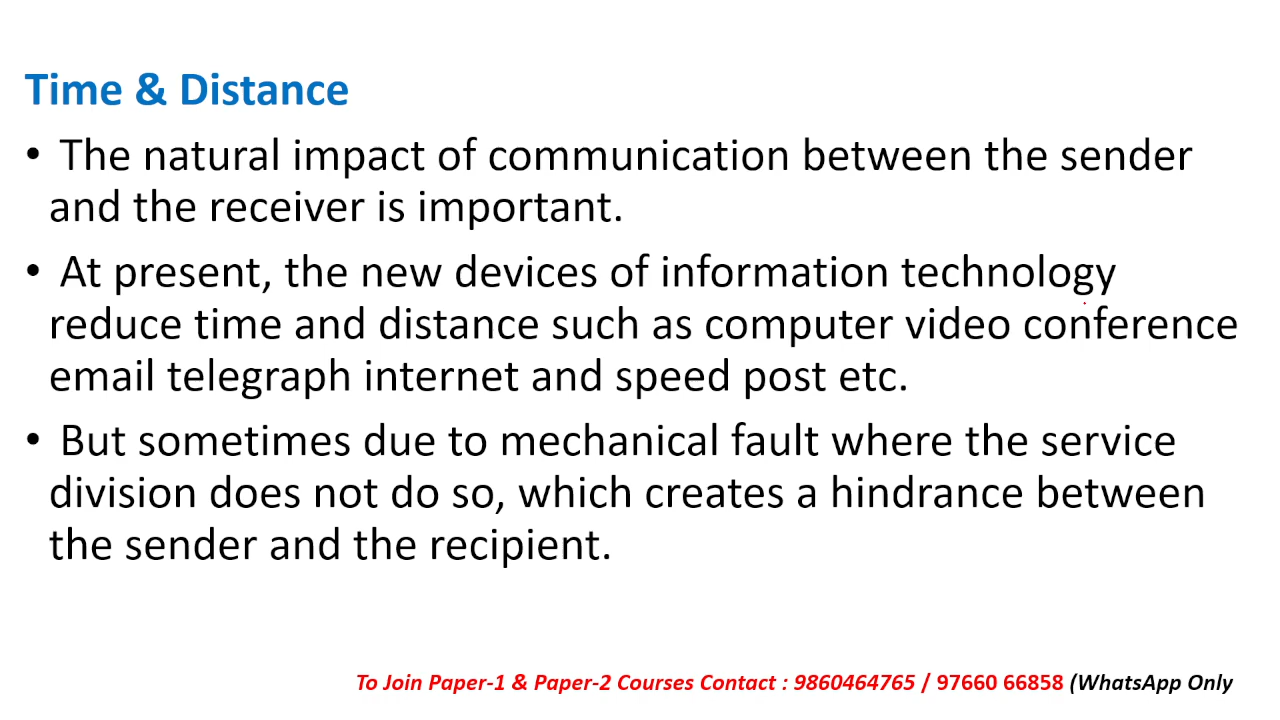 Time & Distance
• The natural impact of communication between the sender
and the receiver is important.
• At present, the new devices of information technology
reduce time and distance such as computer video conference
email telegraph internet and speed post etc.
• But sometimes due to mechanical fault where the service
division does not do so, which creates a hindrance between
the sender and the recipient.
To Join Paper-1 & Paper-2 Courses Contact : 9860464765 / 97660 66858 (WhatsApp Only